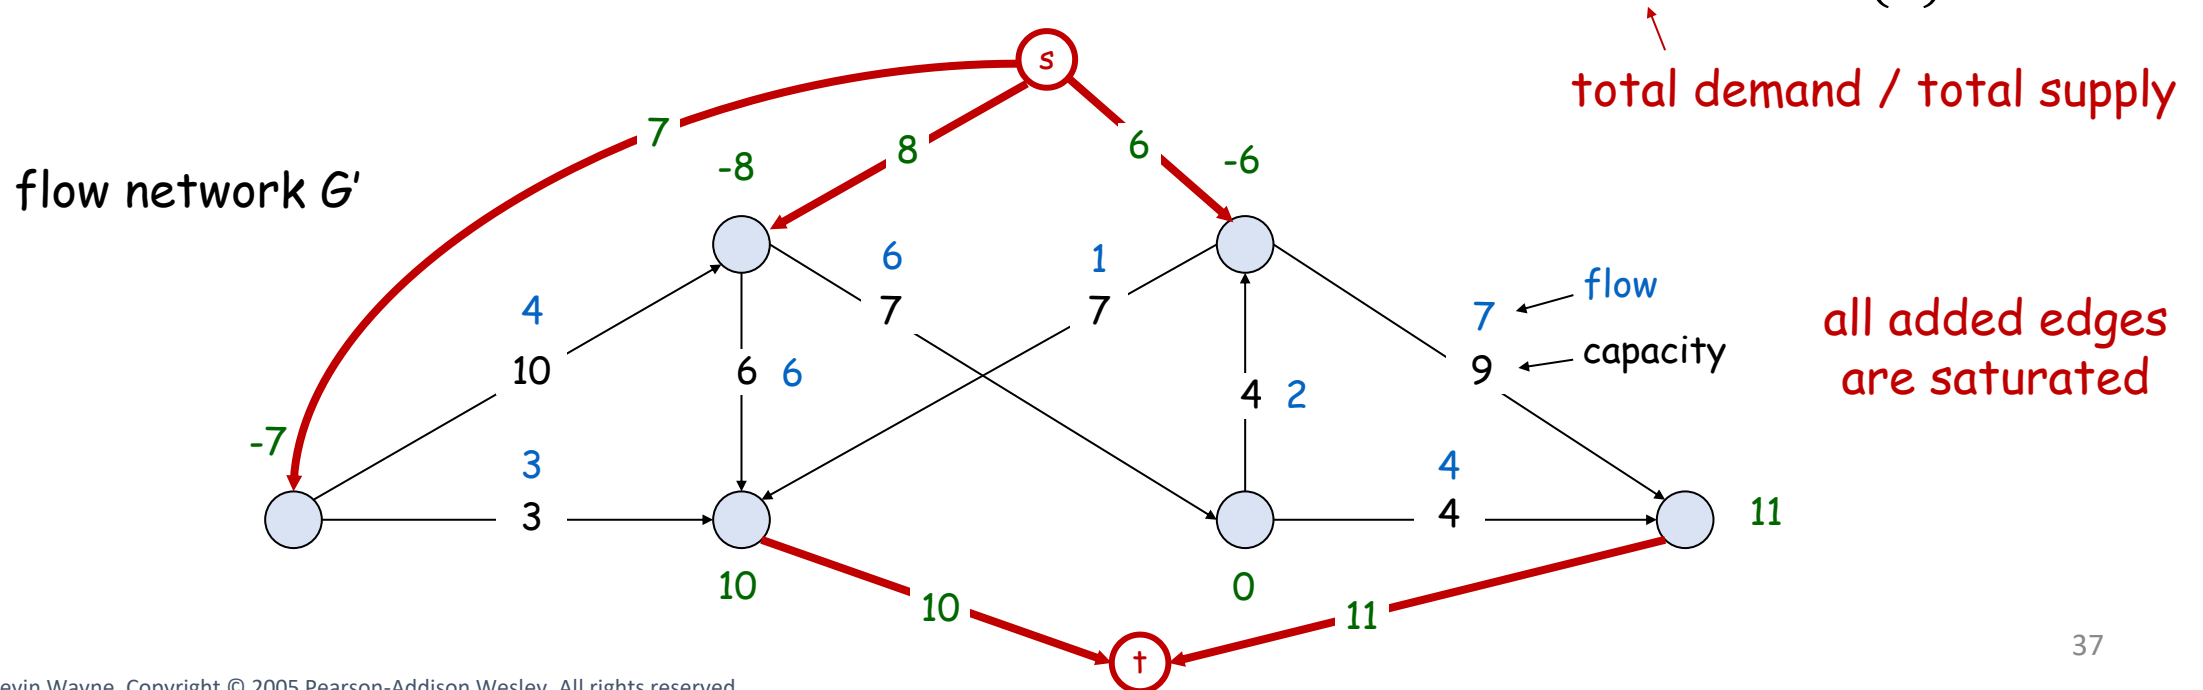 s
total demand / total supply
7
8
6
-8
-6
flow network G'
6
1
flow
4
7
7
7
all added edges
10
6 6
capacity
9
are saturated
4 2
-7
3
4
3
4
11
10
0
10
11
t
37
evin Wayne. Copyright © 2005 Pearson-Addison Wesley. All rights reserved